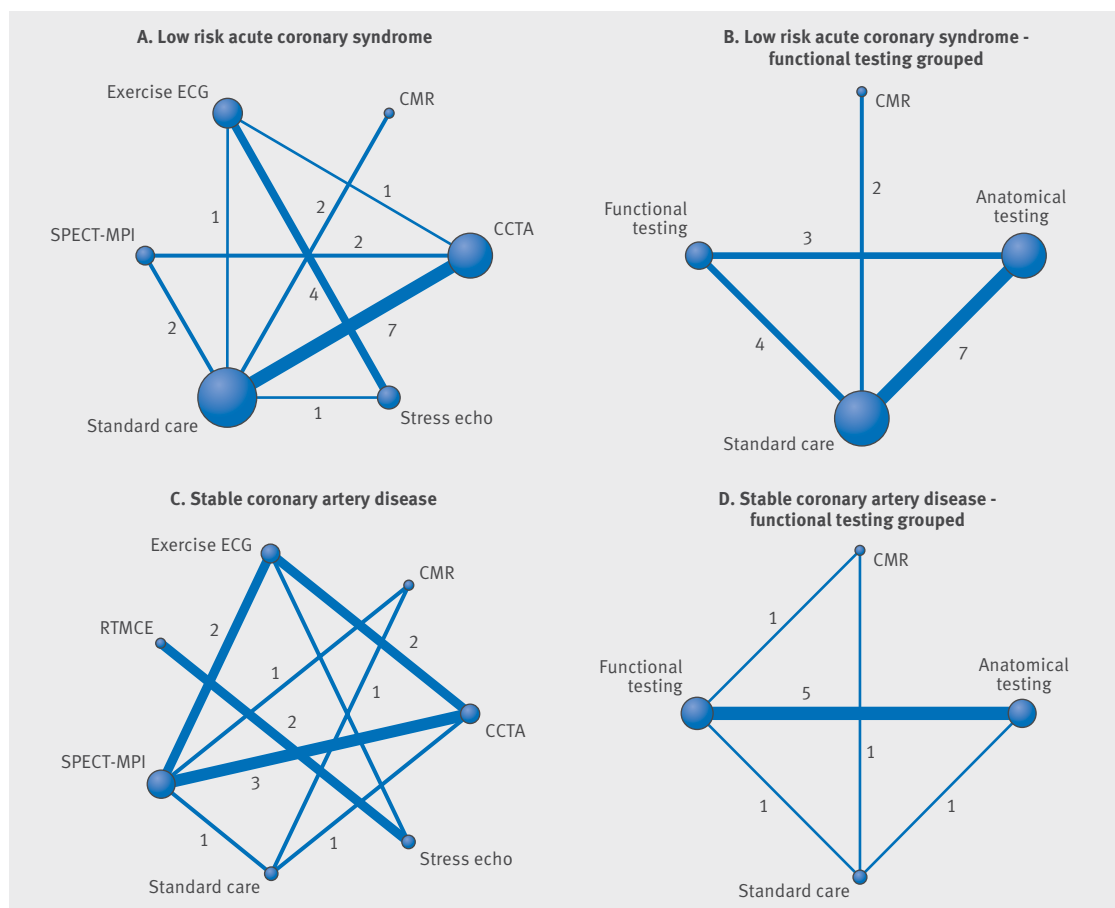 A. Low risk acute coronary syndrome
Exercise ECG
CMR
1
1
2
SPECT-MPI
2
CCTA
4
2
7
Standard care
1
Stress echo
B. Low risk acute coronary syndrome -
functional testing grouped
CMR
2
Functional
testing
3
Anatomical
testing
4
7
Standard care
C. Stable coronary artery disease
Exercise ECG
CMR
RTMCE
2
2
1
1
2
CCTA
SPECT-MPI
3
1
1
Stress echo
Standard care
D. Stable coronary artery disease -
functional testing grouped
CMR
1
Functional
testing
5
Anatomical
testing
1
1
1
Standard care